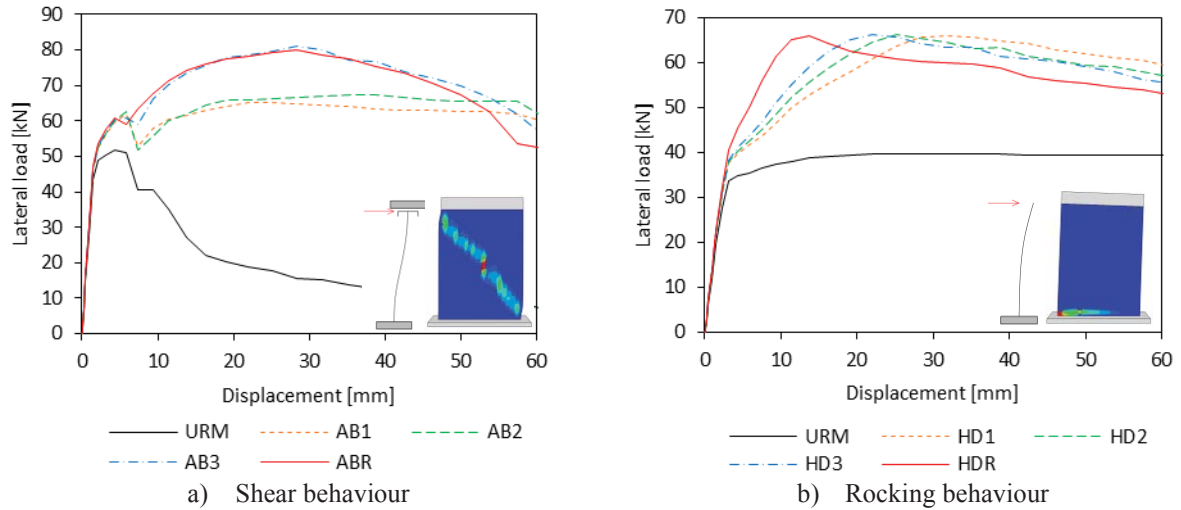 90
80
70
60
50
40
30
20
10
0
Lateral load [kN]
0 10 20 30 40 50 60
Displacement [mm]
URM AB1 AB2
AB3 ABR
a) Shear behaviour
70
60
50
40
30
20
10
0
Lateral load [kN]
0 10 20 30 40 50 60
Displacement [mm]
URM HD1 HD2
HD3 HDR
b) Rocking behaviour